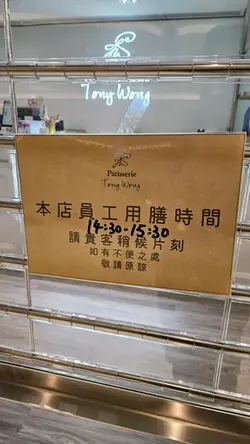 Tony Wong
Patisserie
Tony Wong
本店員工用膳時間
14:30-15:30
請貴客稍候片刻
如有不便之處
敬請原諒